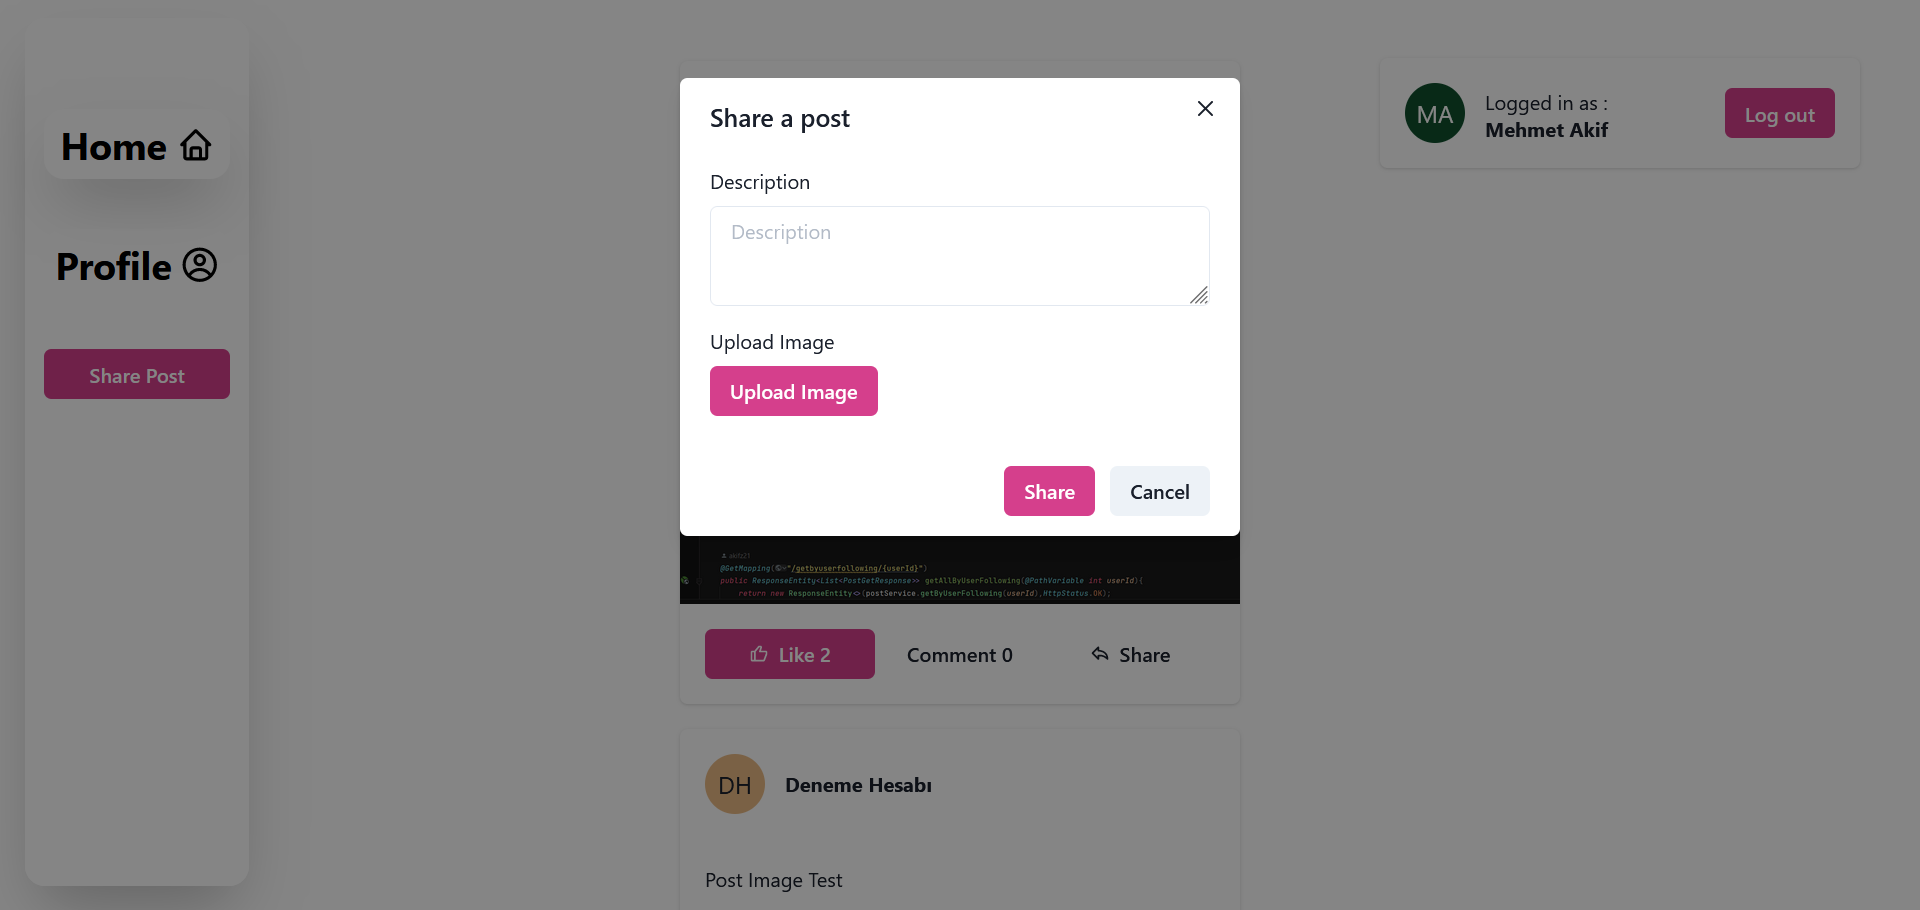 Home
Profile
Share Post
Share a post
Description
Description
Upload Image
Upload Image
Share
Cancel
@GetMapping("/getbyuserfollowing/{userId}")
public ResponseEntity<List<PostGetResponse>> getAllByUserFollowing(@PathVariable int userId){
return new ResponseEntity<>(postService.getByUserFollowing(userId),HttpStatus.OK);
Like 2
Comment 0
Share
DH
Deneme Hesabı
Post Image Test
MA
Logged in as :
Mehmet Akif
Log out